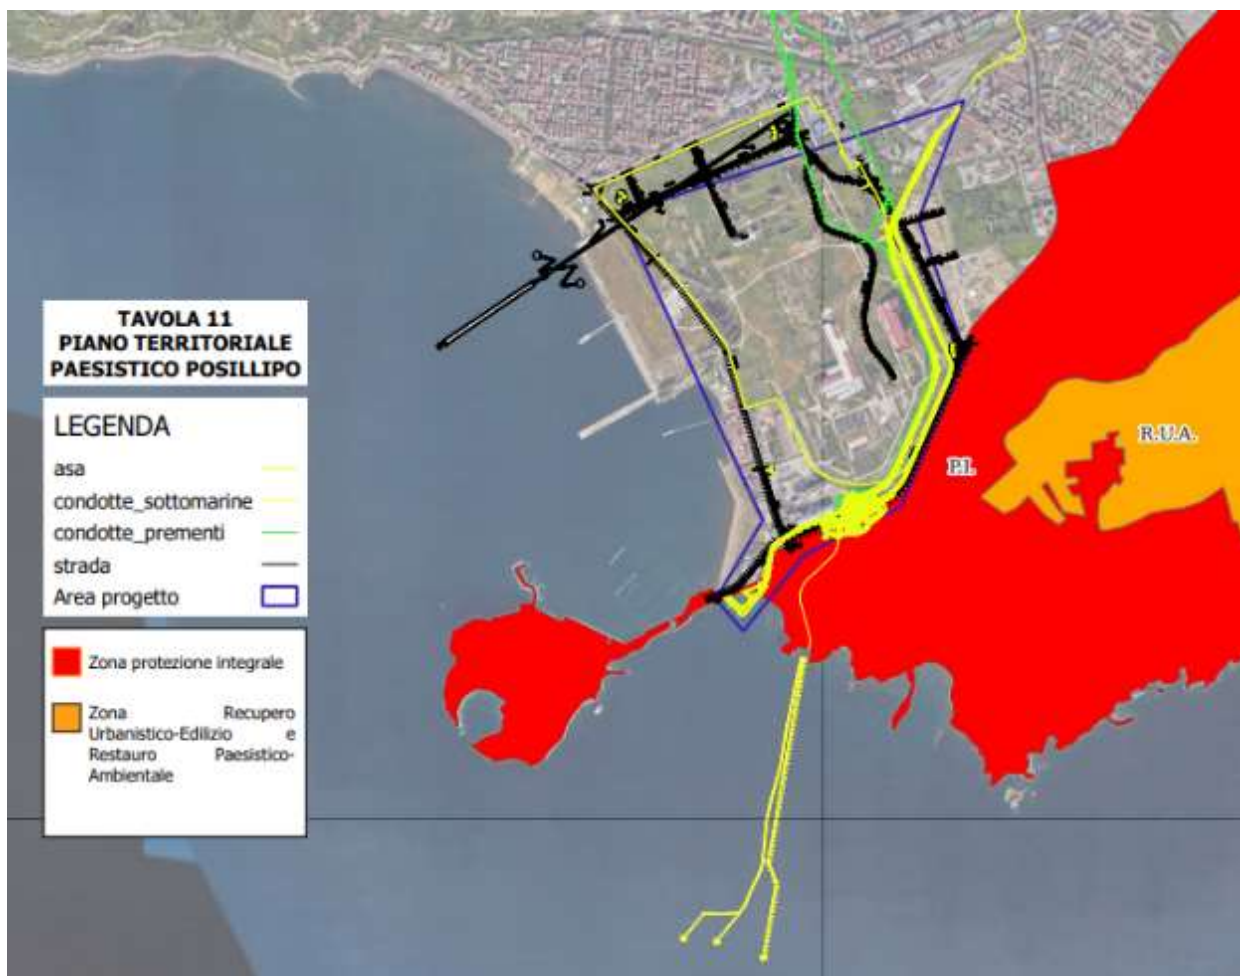 TAVOLA 11
PIANO TERRITORIALE
PAESISTICO POSILLIPO
LEGENDA
asa
condotte_sottomarine
condotte_prementi
strada
Area progetto
Zona protezione integrale
Zona Recupero
Urbanistico-Edilizio e
Restauro Paesistico-
Ambientale
R.U.A.
P.I.